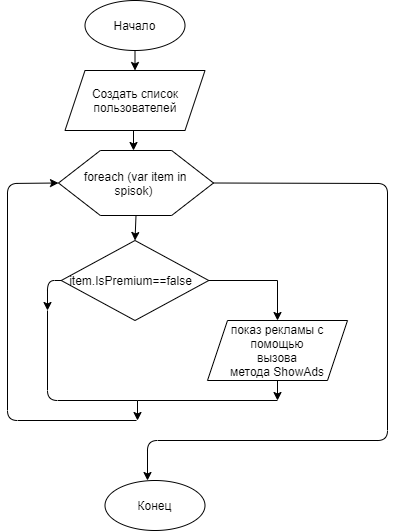 Начало
Создать список
пользователей
foreach (var item in
spisok)
item.IsPremium==false
показ рекламы с
помощью
вызова
метода ShowAds
Конец